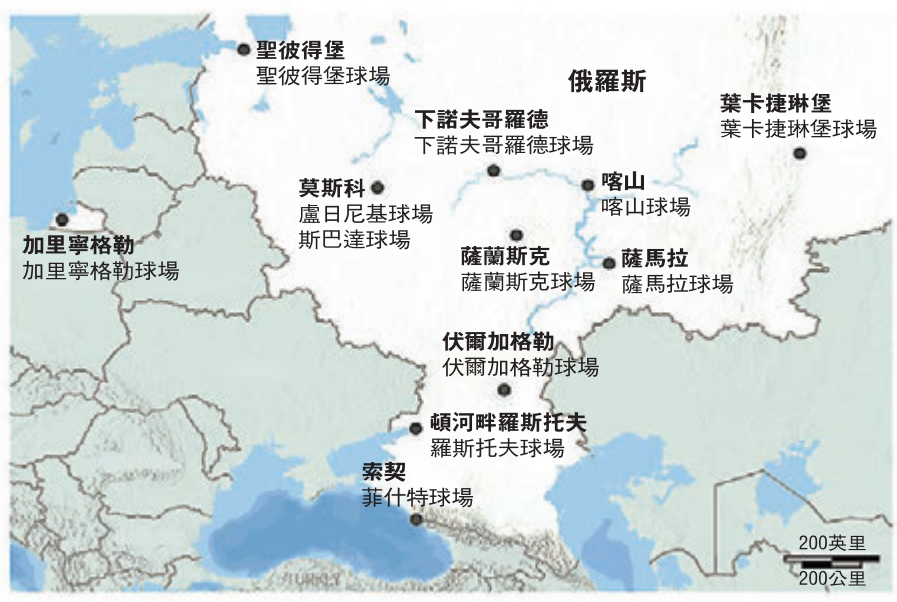 聖彼得堡
聖彼得堡球場
俄羅斯
葉卡捷琳堡
葉卡捷琳堡球場
下諾夫哥羅德
下諾夫哥羅德球場
莫斯科
盧日尼基球場
斯巴達球場
喀山
喀山球場
加里寧格勒
加里寧格勒球場
薩蘭斯克
薩蘭斯克球場
薩馬拉
薩馬拉球場
伏爾加格勒
伏爾加格勒球場
頓河畔羅斯托夫
羅斯托夫球場
索契
菲什特球場
200英里
200公里
TURKEY